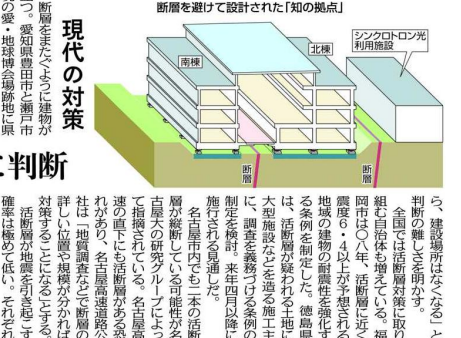 断層を避けて設計された「知の拠点」
シンクロトロン光
利用施設
北棟
南棟
断層
断層
現代の対策
断層をまたぐように建物が
つ。愛知県豊田市と瀬戸市
の愛・地球博会場跡地に県
に判断
ら、建設場所はなくなる」と
判断の難しさを明かす。
全国では活断層対策に取り
組む自治体も増えている。福
岡市は〇八年、活断層に近く
震度6・4以上が予想される
地域の建物の耐震性を強化す
る条例を制定した。徳島県
は、活断層が疑われる土地に
大型施設などを造る施工主
に、調査を義務づける条例の
制定を検討。来年四月以降に
施行される見通し。
名古屋市内でも二本の活断
層が縦断している可能性が名
古屋大の研究グループによっ
て指摘されている。名古屋高
速の直下にも活断層がある恐
れがあり、名古屋高速道路公
社は「地質調査などで断層の
詳しい位置や規模が分かれば
対策することになる」とする。
活断層が地震を引き起こす
確率は極めて低い。それぞれ